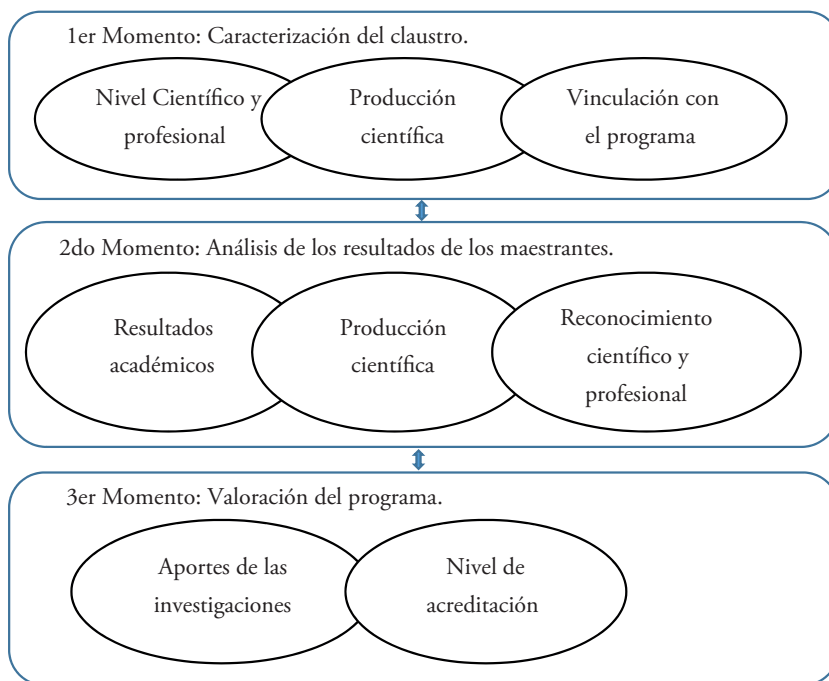 1er Momento: Caracterización del claustro.
Nivel Científico y
profesional
Producción
científica
Vinculación con
el programa
2do Momento: Análisis de los resultados de los maestrantes.
Resultados
académicos
Producción
científica
Reconocimiento
científico y
profesional
3er Momento: Valoración del programa.
Aportes de las
investigaciones
Nivel de
acreditación